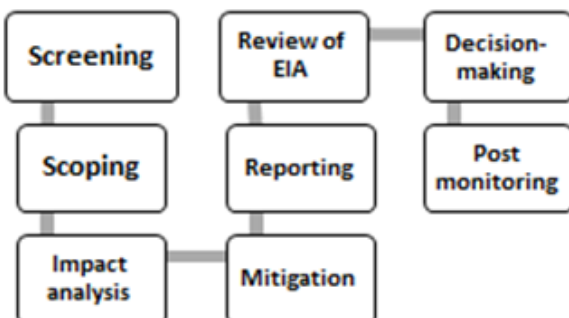 Screening
Scoping
Impact
analysis
Mitigation
Reporting
Review of
EIA
Decision-
making
Post
monitoring